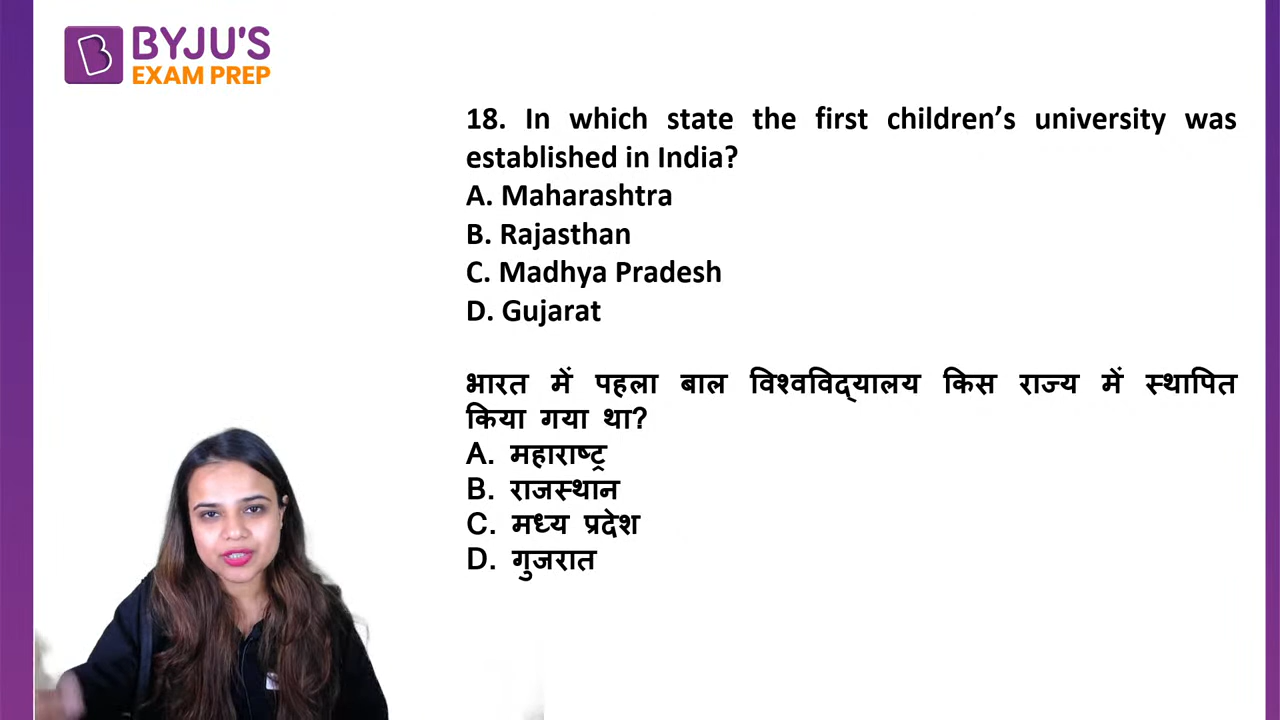 BYJU'S
EXAM PREP
18. In which state the first children’s university was
established in India?
A. Maharashtra
B. Rajasthan
C. Madhya Pradesh
D. Gujarat
भारत में पहला बाल विश्वविद्यालय किस राज्य में स्थापित
किया गया था?
A. महाराष्ट्र
B. राजस्थान
C. मध्य प्रदेश
D. गुजरात